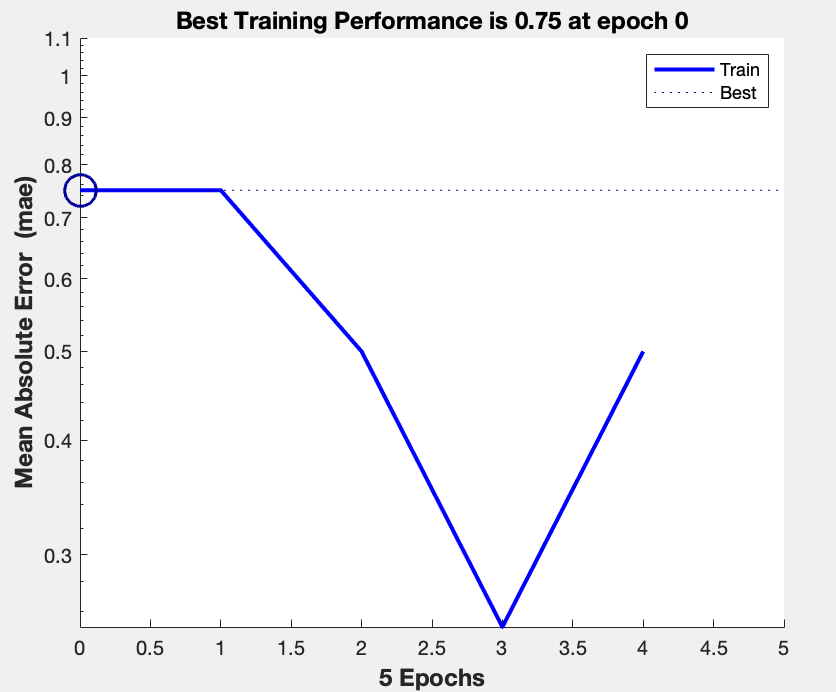 Best Training Performance is 0.75 at epoch 0
1.1
1
0.9
0.8
0.7
0.6
0.5
0.4
0.3
Mean Absolute Error  (mae)
Train
Best
0 0.5 1 1.5 2 2.5 3 3.5 4 4.5 5
5 Epochs